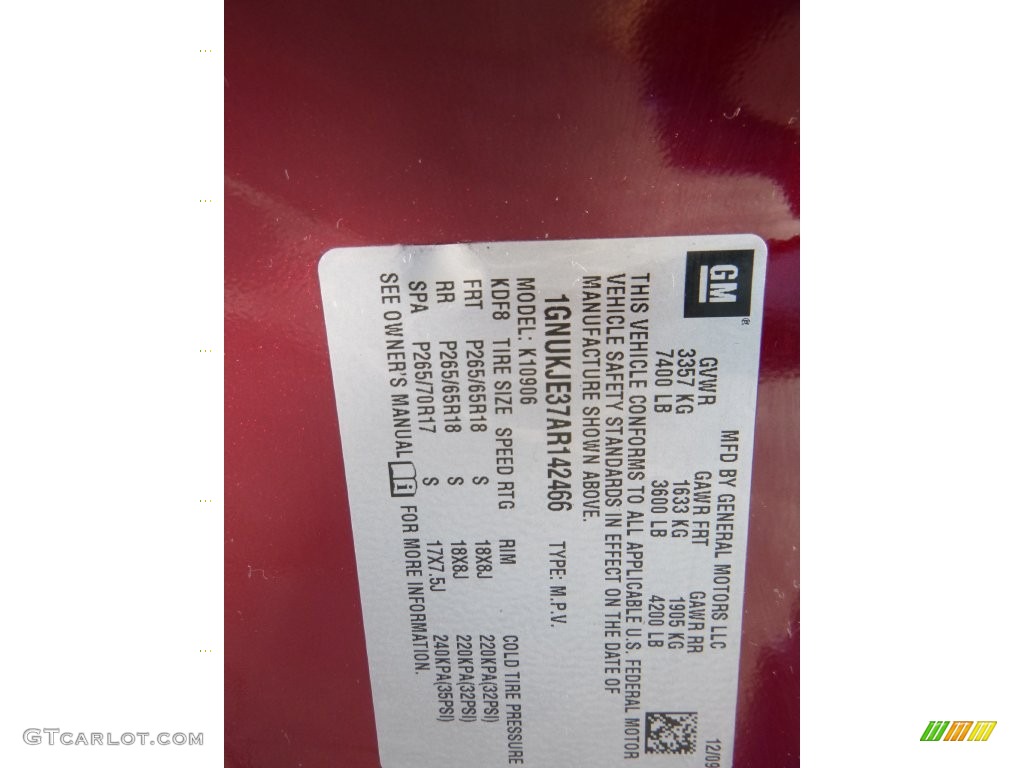 GM ®
MFD BY GENERAL MOTORS LLC 12/09
GVWR GAWR FRT GAWR RR
3357 KG 1633 KG 1905 KG
7400 LB 3600 LB 4200 LB
THIS VEHICLE CONFORMS TO ALL APPLICABLE U.S. FEDERAL MOTOR
VEHICLE SAFETY STANDARDS IN EFFECT ON THE DATE OF
MANUFACTURE SHOWN ABOVE.
1GNUKJE37AR142466 TYPE: M.P.V.
MODEL: K10906
KDF8 TIRE SIZE SPEED RTG RIM COLD TIRE PRESSURE
FRT P265/65R18 S 18X8J 220KPA(32PSI)
RR P265/65R18 S 18X8J 220KPA(32PSI)
SPA P265/70R17 S 17X7.5J 240KPA(35PSI)
SEE OWNER'S MANUAL i FOR MORE INFORMATION.
GTCarLot.com